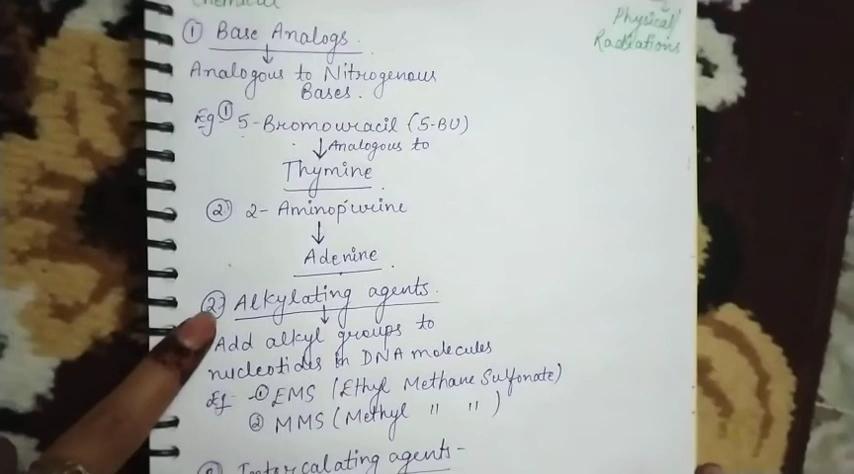 Chemical
Physical/
Radiations
① Base Analogs.
↓
Analogous to Nitrogenous
Bases.
Eg ① 5-Bromouracil (5-BU)
↓ Analogous to
Thymine
② 2-Aminopurine
↓
Adenine.
② Alkylating agents.
↓
Add alkyl groups to
nucleotides in DNA molecules
Eg - ① EMS (Ethyl Methane Sulfonate)
② MMS (Methyl " " )
Intercalating agents -